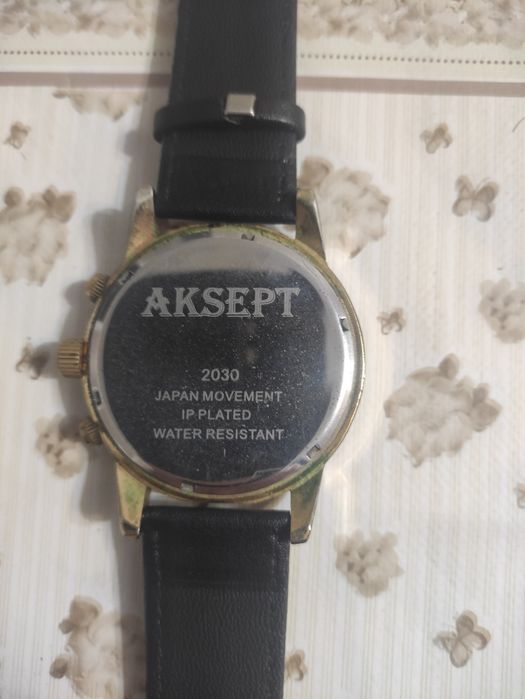 AKSEPT
2030
JAPAN MOVEMENT
IP PLATED
WATER RESISTANT